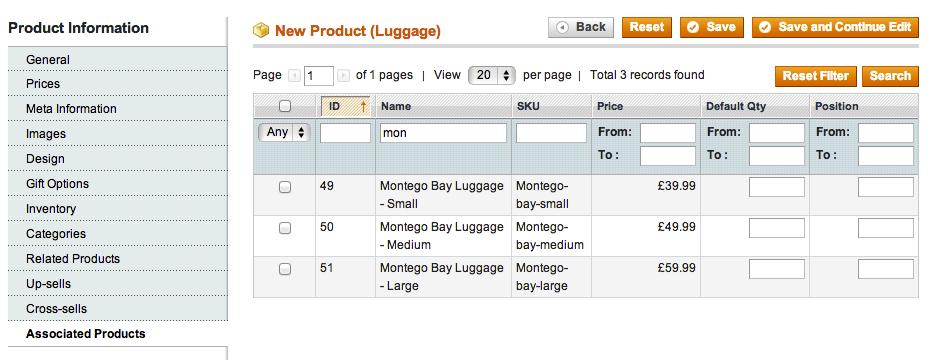 Product Information
General
Prices
Meta Information
Images
Design
Gift Options
Inventory
Categories
Related Products
Up-sells
Cross-sells
Associated Products
New Product (Luggage)
Back Reset Save Save and Continue Edit
Page 1 of 1 pages | View 20 per page | Total 3 records found Reset Filter Search
ID ↑ Name SKU Price Default Qty Position
Any mon From: From: From:
To : To : To :
49 Montego Bay Luggage Montego- £39.99
- Small bay-small
50 Montego Bay Luggage Montego- £49.99
- Medium bay-medium
51 Montego Bay Luggage Montego- £59.99
- Large bay-large